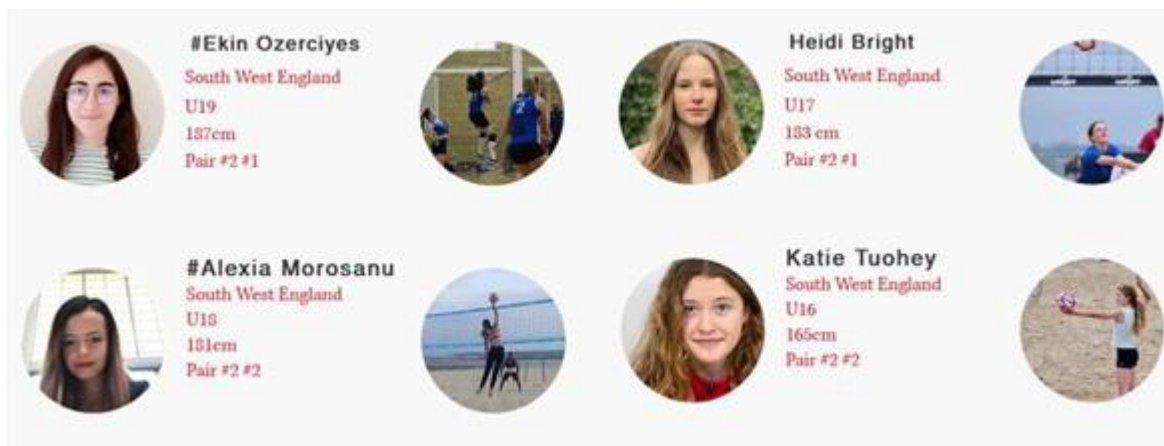 #Ekin Ozerciyes
South West England
U19
187cm
Pair #2 #1
Heidi Bright
South West England
U17
183 cm
Pair #2 #1
#Alexia Morosanu
South West England
U18
181cm
Pair #2 #2
Katie Tuohey
South West England
U16
165cm
Pair #2 #2